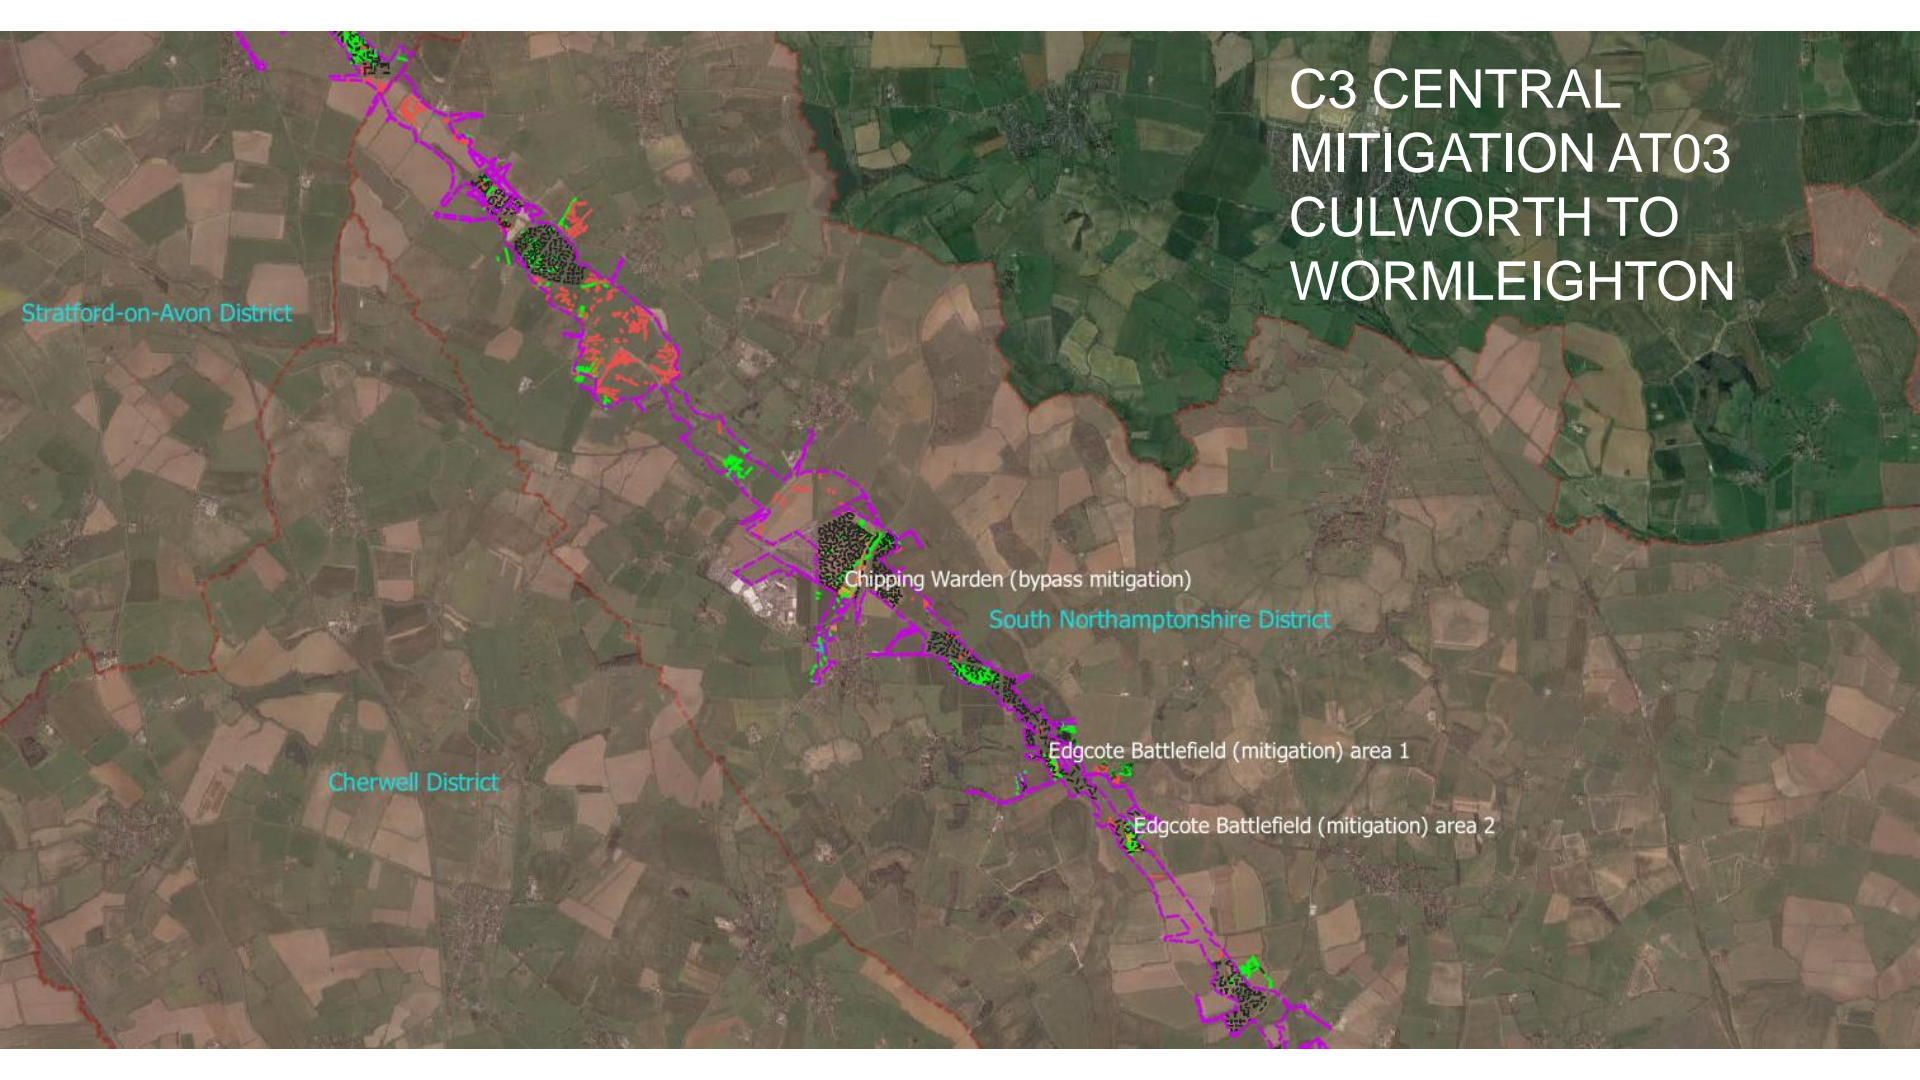 C3 CENTRAL
MITIGATION AT03
CULWORTH TO
WORMLEIGHTON
Stratford-on-Avon District
Chipping Warden (bypass mitigation)
South Northamptonshire District
Edgcote Battlefield (mitigation) area 1
Cherwell District
Edgcote Battlefield (mitigation) area 2